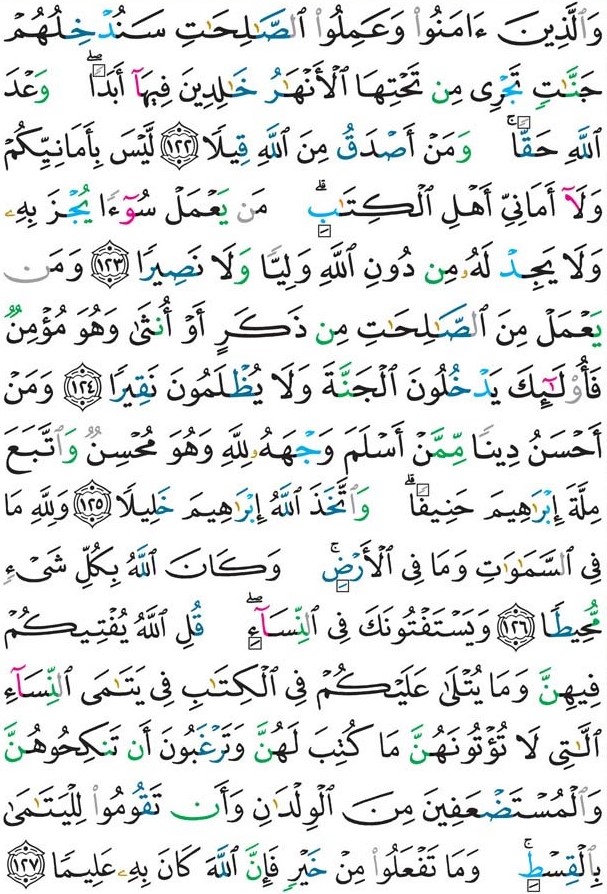 وَٱلَّذِينَ ءَامَنُوا۟ وَعَمِلُوا۟ ٱلصَّـٰلِحَـٰتِ سَنُدْخِلُهُمْ
جَنَّـٰتٍ تَجْرِى مِن تَحْتِهَا ٱلْأَنْهَـٰرُ خَـٰلِدِينَ فِيهَآ أَبَدًا ۖ وَعْدَ
ٱللَّهِ حَقًّا ۚ وَمَنْ أَصْدَقُ مِنَ ٱللَّهِ قِيلًا ١٢٢ لَّيْسَ بِأَمَانِيِّكُمْ
وَلَآ أَمَانِىِّ أَهْلِ ٱلْكِتَـٰبِ ۗ مَن يَعْمَلْ سُوٓءًا يُجْزَ بِهِۦ
وَلَا يَجِدْ لَهُۥ مِن دُونِ ٱللَّهِ وَلِيًّا وَلَا نَصِيرًا ١٢٣ وَمَن
يَعْمَلْ مِنَ ٱلصَّـٰلِحَـٰتِ مِن ذَكَرٍ أَوْ أُنثَىٰ وَهُوَ مُؤْمِنٌ
فَأُو۟لَـٰٓئِكَ يَدْخُلُونَ ٱلْجَنَّةَ وَلَا يُظْلَمُونَ نَقِيرًا ١٢٤ وَمَنْ
أَحْسَنُ دِينًا مِّمَّنْ أَسْلَمَ وَجْهَهُۥ لِلَّهِ وَهُوَ مُحْسِنٌ وَٱتَّبَعَ
مِلَّةَ إِبْرَٰهِيمَ حَنِيفًا ۗ وَٱتَّخَذَ ٱللَّهُ إِبْرَٰهِيمَ خَلِيلًا ١٢٥ وَلِلَّهِ مَا
فِى ٱلسَّمَـٰوَٰتِ وَمَا فِى ٱلْأَرْضِ ۚ وَكَانَ ٱللَّهُ بِكُلِّ شَىْءٍ
مُّحِيطًا ١٢٦ وَيَسْتَفْتُونَكَ فِى ٱلنِّسَآءِ ۖ قُلِ ٱللَّهُ يُفْتِيكُمْ
فِيهِنَّ وَمَا يُتْلَىٰ عَلَيْكُمْ فِى ٱلْكِتَـٰبِ فِى يَتَـٰمَى ٱلنِّسَآءِ
ٱلَّـٰتِى لَا تُؤْتُونَهُنَّ مَا كُتِبَ لَهُنَّ وَتَرْغَبُونَ أَن تَنكِحُوهُنَّ
وَٱلْمُسْتَضْعَفِينَ مِنَ ٱلْوِلْدَٰنِ وَأَن تَقُومُوا۟ لِلْيَتَـٰمَىٰ
بِٱلْقِسْطِ ۚ وَمَا تَفْعَلُوا۟ مِنْ خَيْرٍ فَإِنَّ ٱللَّهَ كَانَ بِهِۦ عَلِيمًا ١٢٧